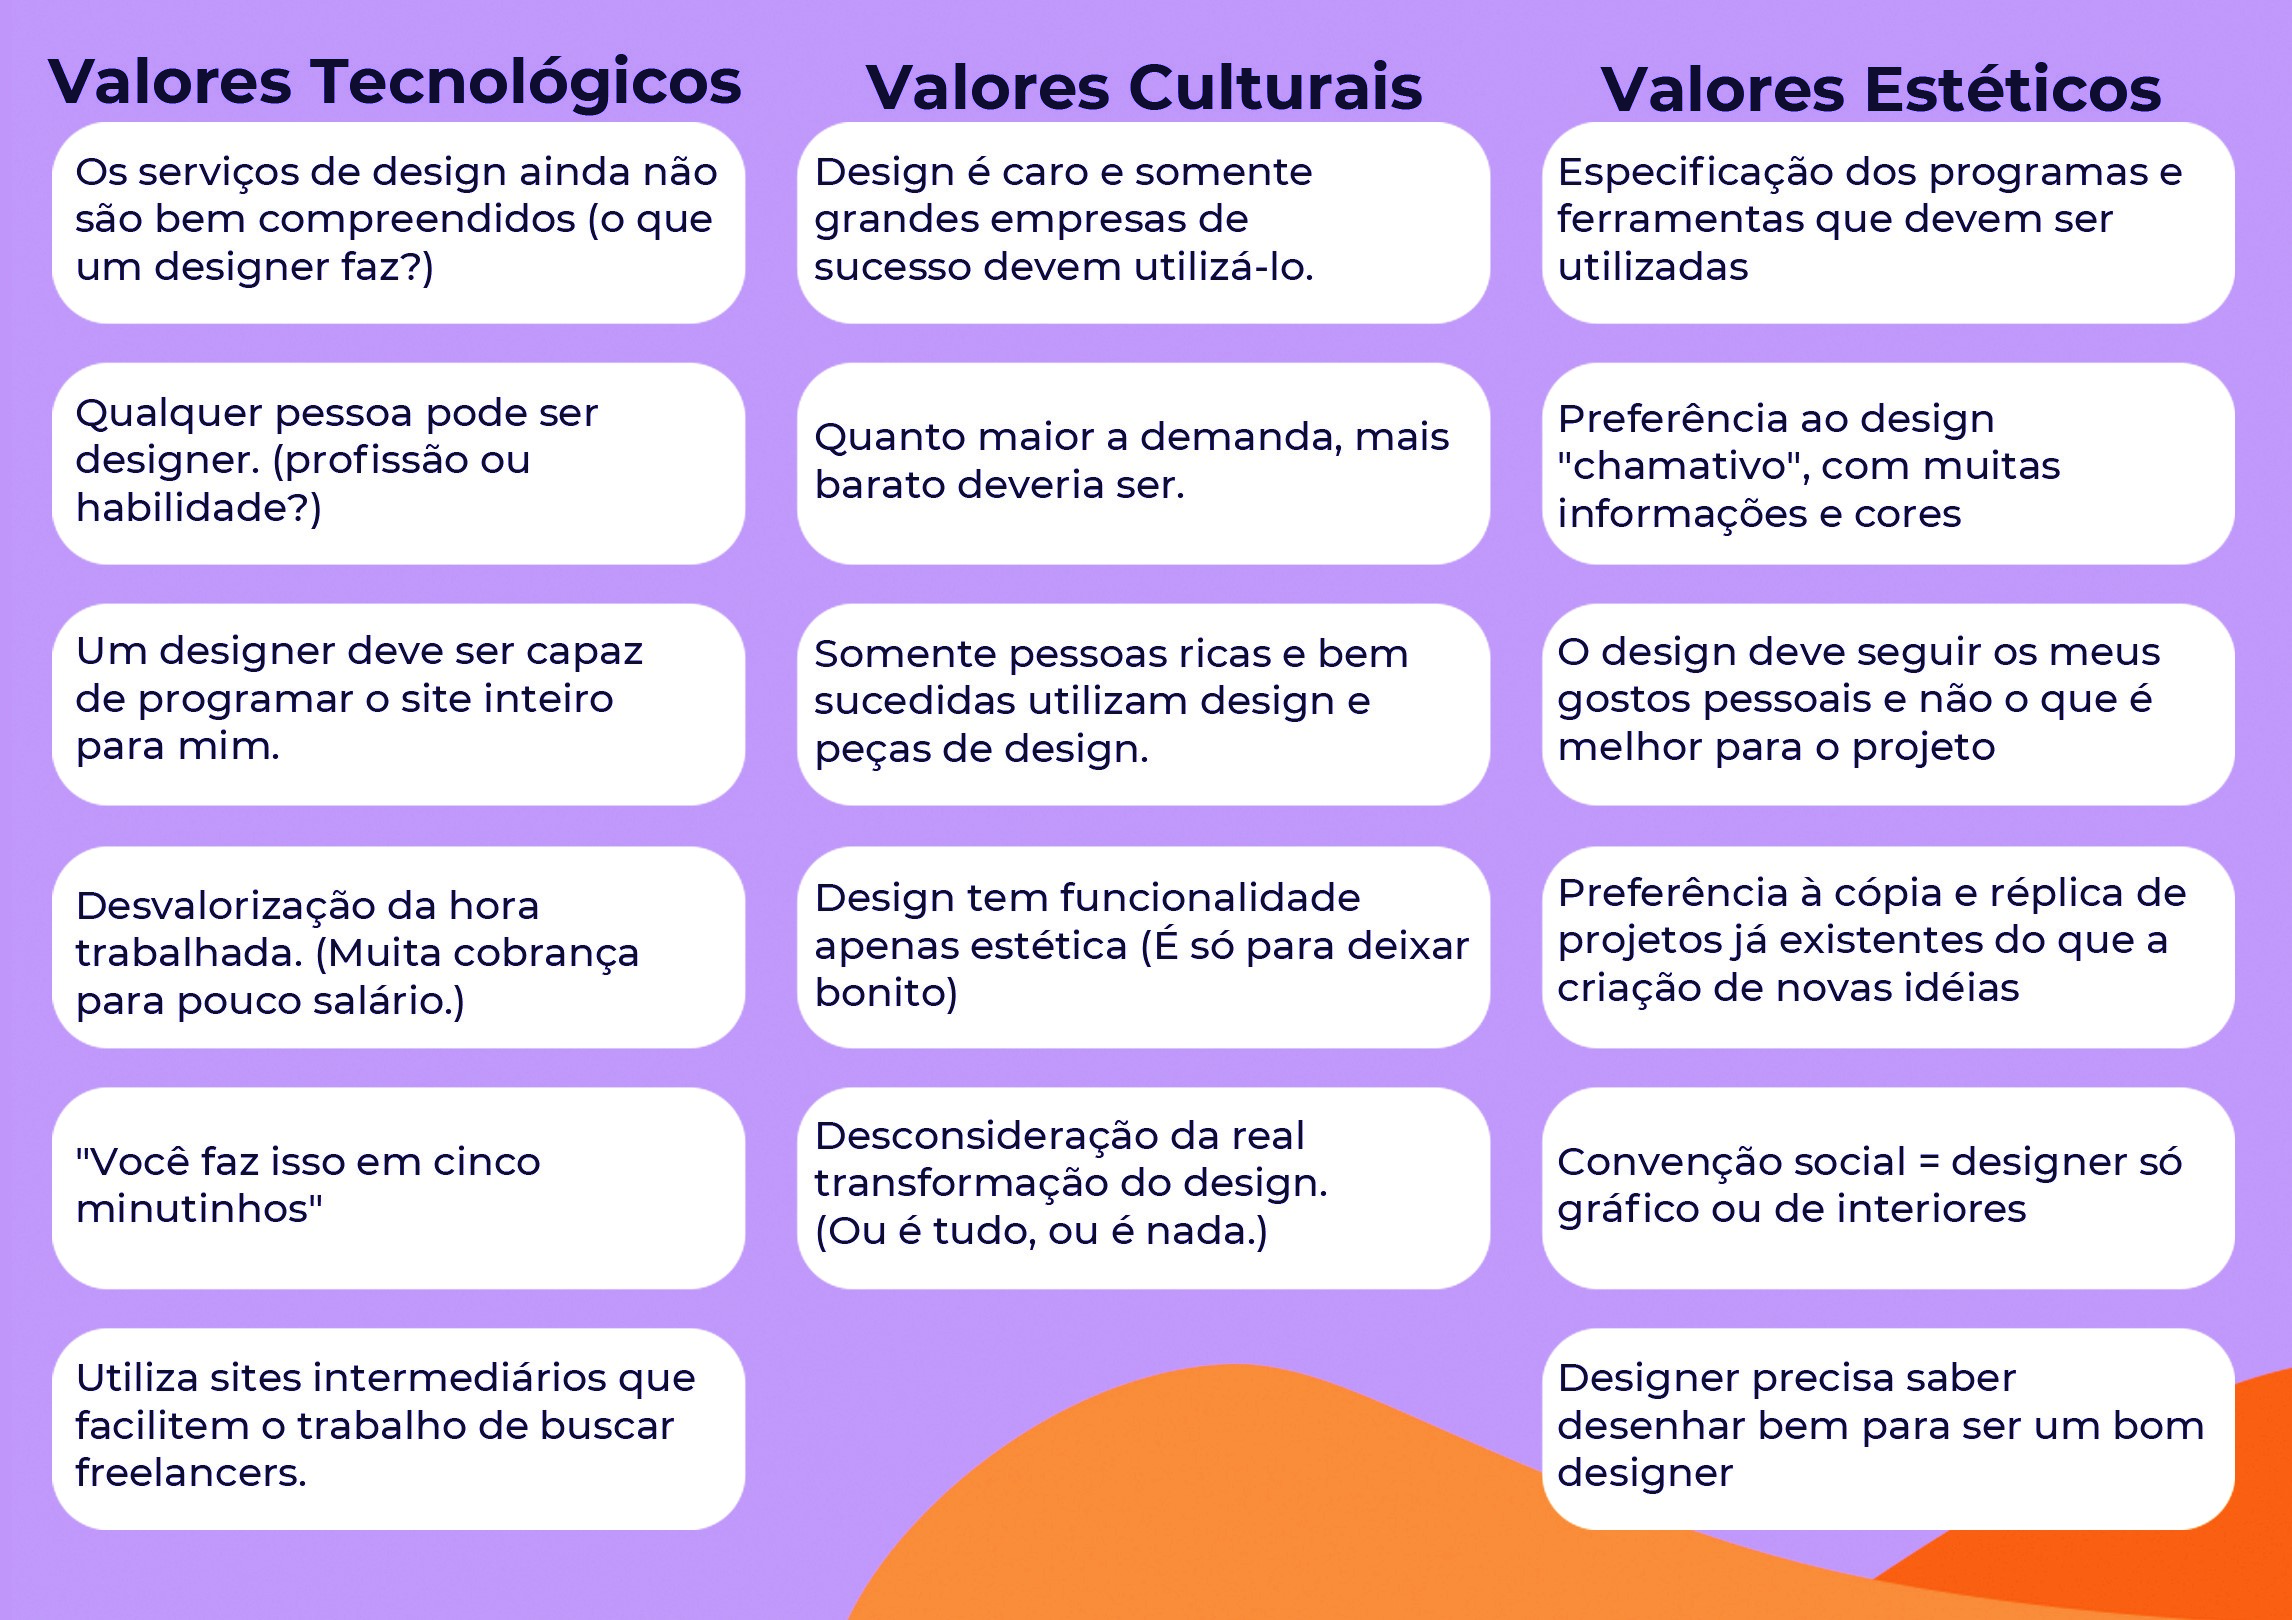 Valores Tecnológicos
Os serviços de design ainda não
são bem compreendidos (o que
um designer faz?)
Qualquer pessoa pode ser
designer. (profissão ou
habilidade?)
Um designer deve ser capaz
de programar o site inteiro
para mim.
Desvalorização da hora
trabalhada. (Muita cobrança
para pouco salário.)
"Você faz isso em cinco
minutinhos"
Utiliza sites intermediários que
facilitem o trabalho de buscar
freelancers.
Valores Culturais
Design é caro e somente
grandes empresas de
sucesso devem utilizá-lo.
Quanto maior a demanda, mais
barato deveria ser.
Somente pessoas ricas e bem
sucedidas utilizam design e
peças de design.
Design tem funcionalidade
apenas estética (É só para deixar
bonito)
Desconsideração da real
transformação do design.
(Ou é tudo, ou é nada.)
Valores Estéticos
Especificação dos programas e
ferramentas que devem ser
utilizadas
Preferência ao design
"chamativo", com muitas
informações e cores
O design deve seguir os meus
gostos pessoais e não o que é
melhor para o projeto
Preferência à cópia e réplica de
projetos já existentes do que a
criação de novas idéias
Convenção social = designer só
gráfico ou de interiores
Designer precisa saber
desenhar bem para ser um bom
designer